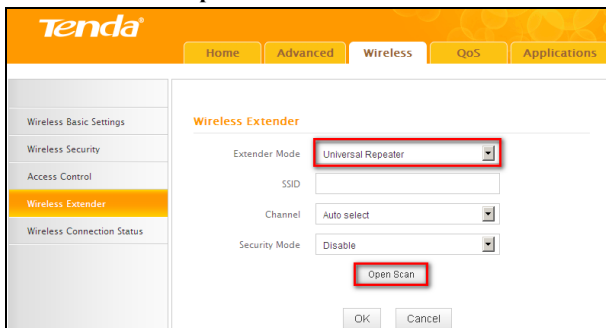 Tenda
Home Advanced Wireless QoS Applications
Wireless Basic Settings
Wireless Security
Access Control
Wireless Extender
Wireless Connection Status
Wireless Extender
Extender Mode Universal Repeater
SSID
Channel Auto select
Security Mode Disable
Open Scan
OK Cancel